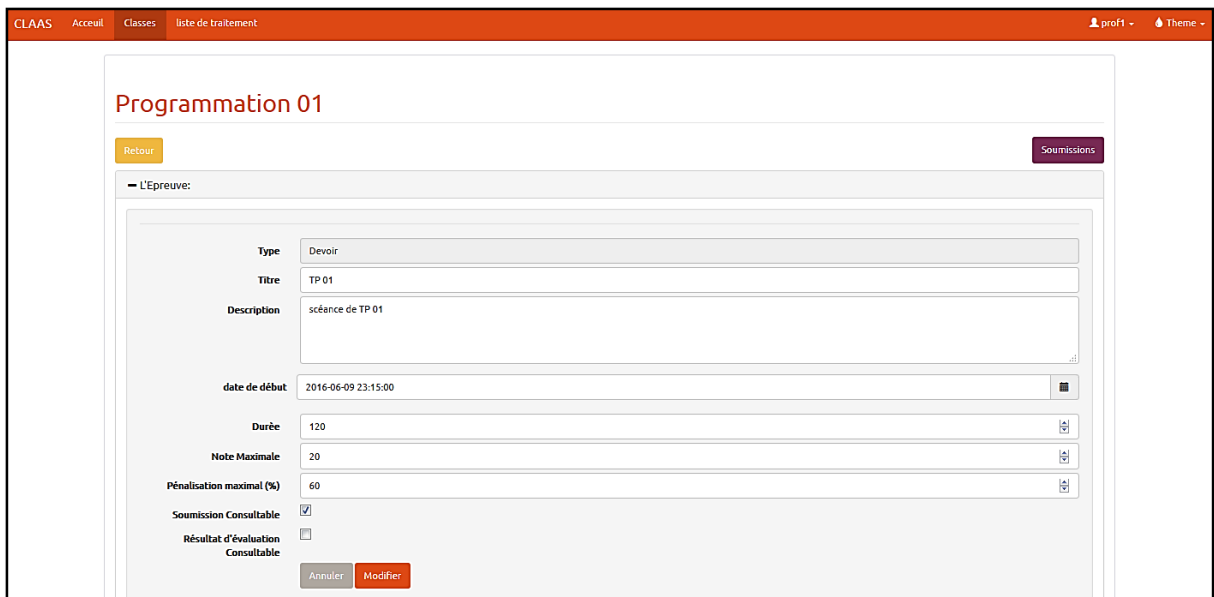 CLAAS Acceuil Classes liste de traitement prof1 Theme
Programmation 01
Retour Soumissions
L'Epreuve:
Type Devoir
Titre TP 01
Description scéance de TP 01
date de début 2016-06-09 23:15:00
Durèe 120
Note Maximale 20
Pénalisation maximal (%) 60
Soumission Consultable
Résultat d'évaluation
Consultable
Annuler Modifier